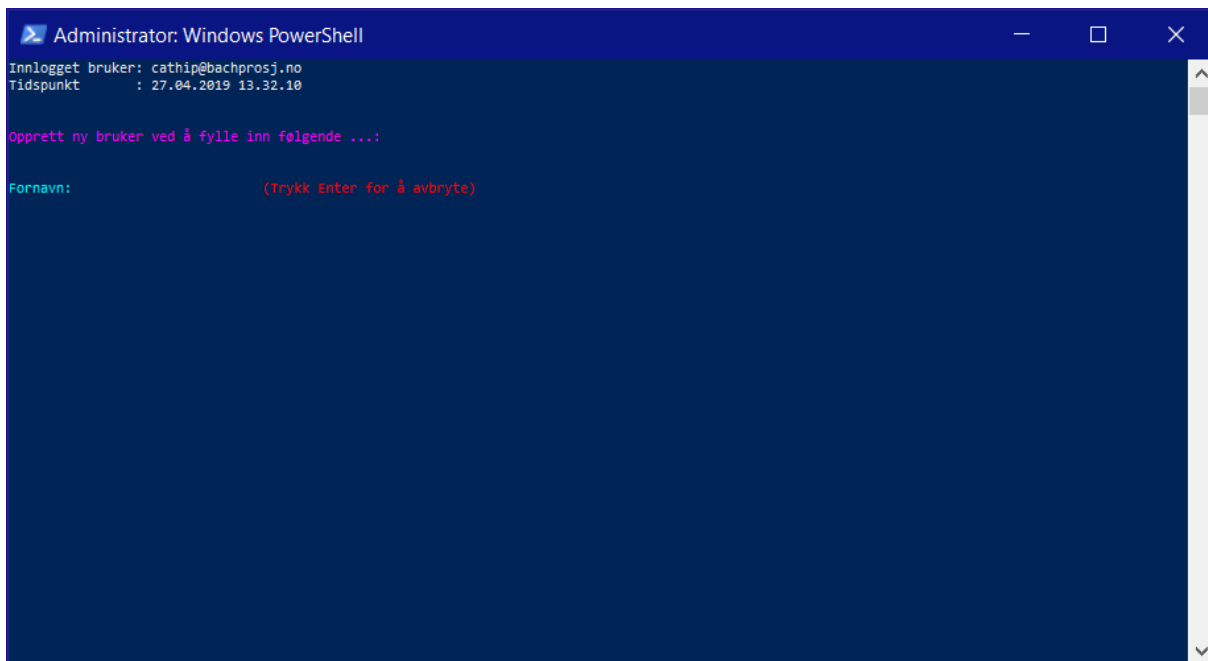 Administrator: Windows PowerShell
Innlogget bruker: cathip@bachprosj.no
Tidspunkt       : 27.04.2019 13.32.10
Opprett ny bruker ved å fylle inn følgende ...:
Fornavn:                        (Trykk Enter for å avbryte)